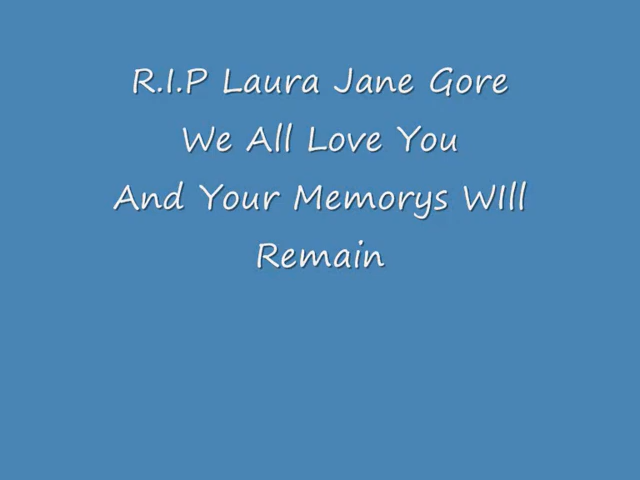 R.I.P Laura Jane Gore
We All Love You
And Your Memorys WIll
Remain